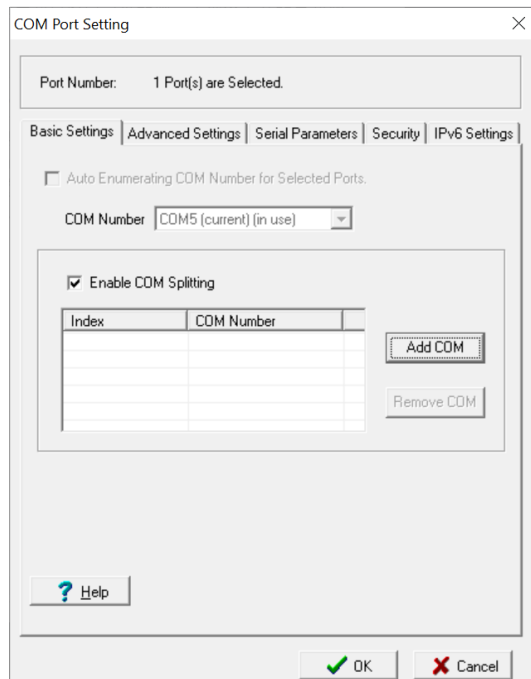 COM Port Setting
Port Number: 1 Port(s) are Selected.
Basic Settings Advanced Settings Serial Parameters Security IPv6 Settings
Auto Enumerating COM Number for Selected Ports.
COM Number COM5 (current) (in use)
Enable COM Splitting
Index COM Number
Add COM
Remove COM
Help
OK Cancel